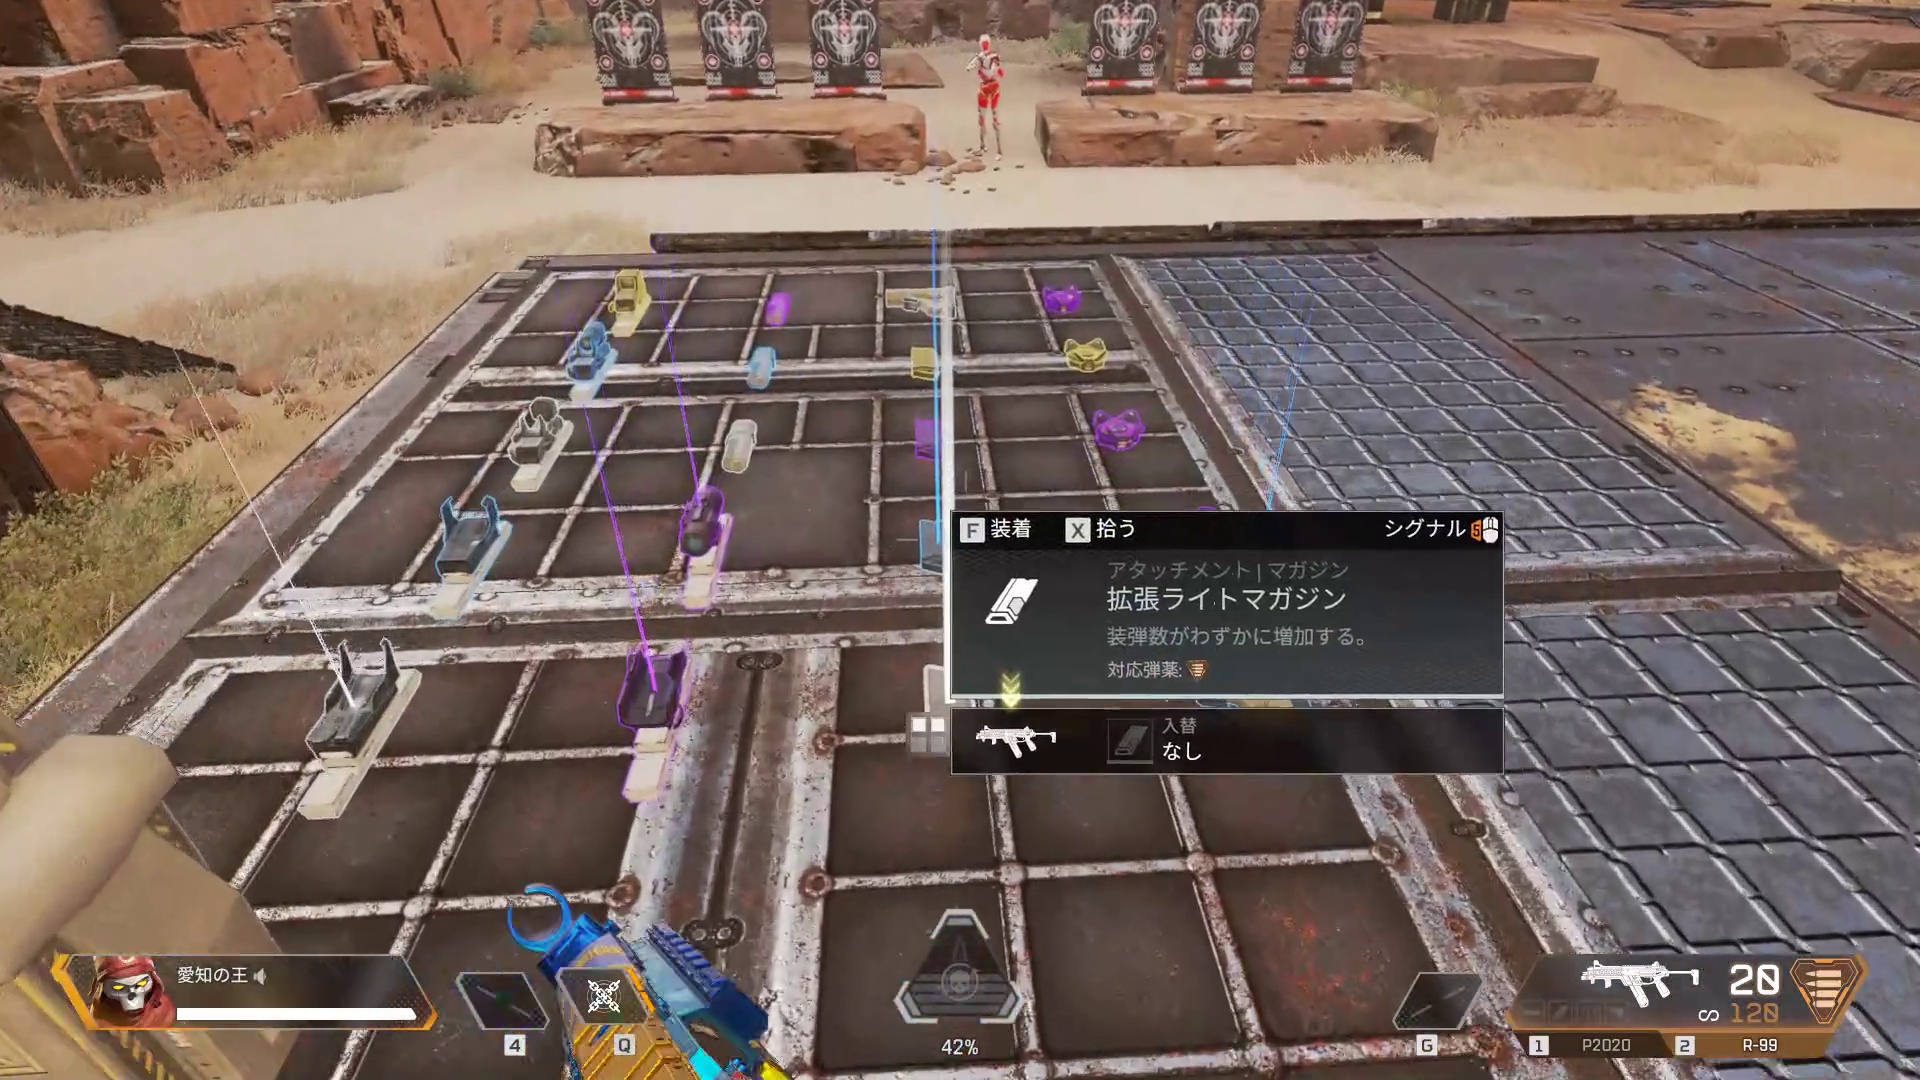 F 装着 X 拾う シグナル 5
アタッチメント | マガジン
拡張ライトマガジン
装弾数がわずかに増加する。
対応弾薬:
入替
なし
愛知の王
4
Q
42%
G
20
∞ 120
1 P2020 2 R-99